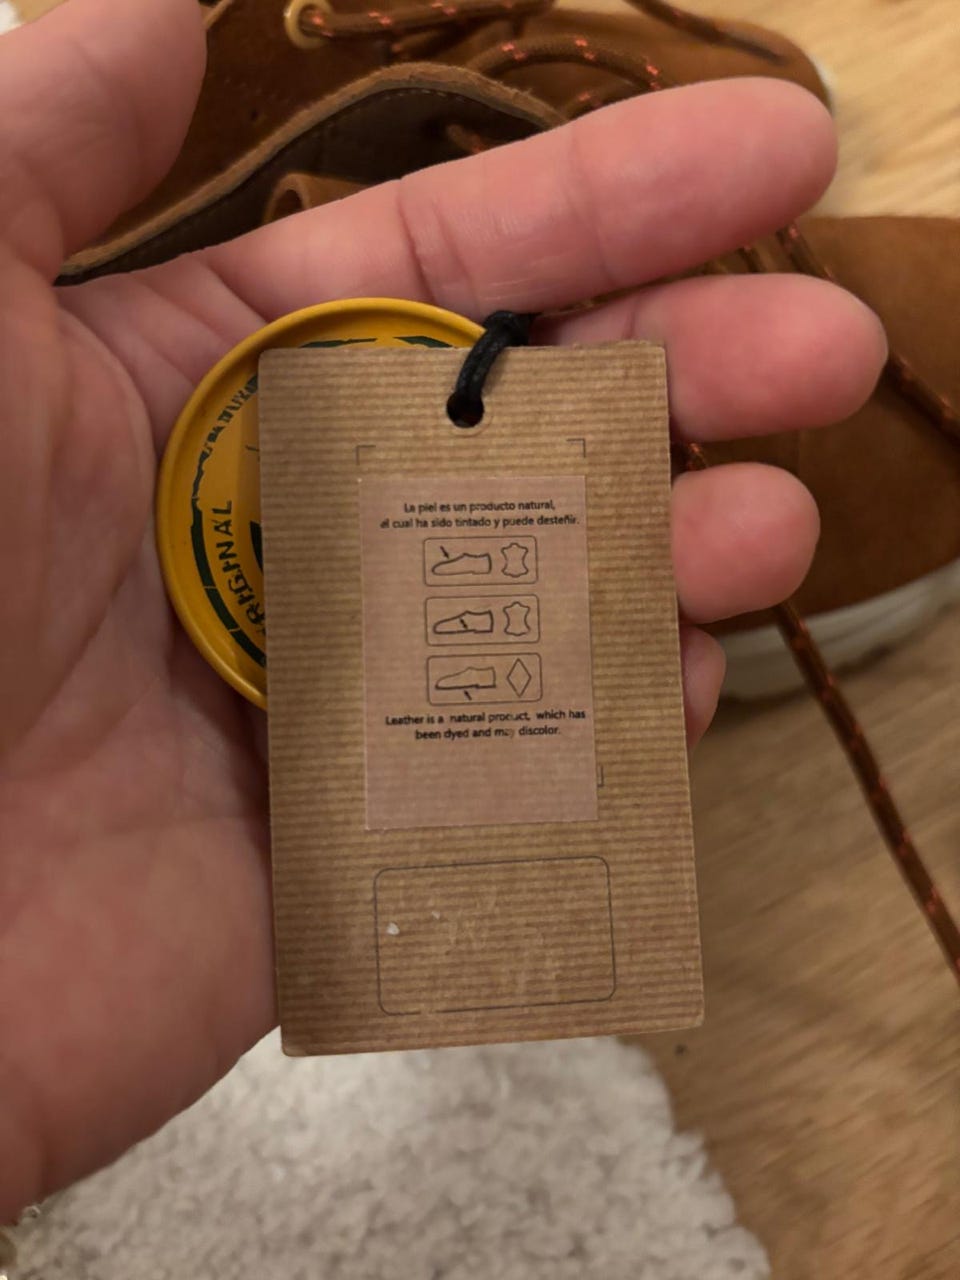 ORIGINAL
La piel es un producto natural,
el cual ha sido tintado y puede desteñir.
Leather is a natural product, which has
been dyed and may discolor.